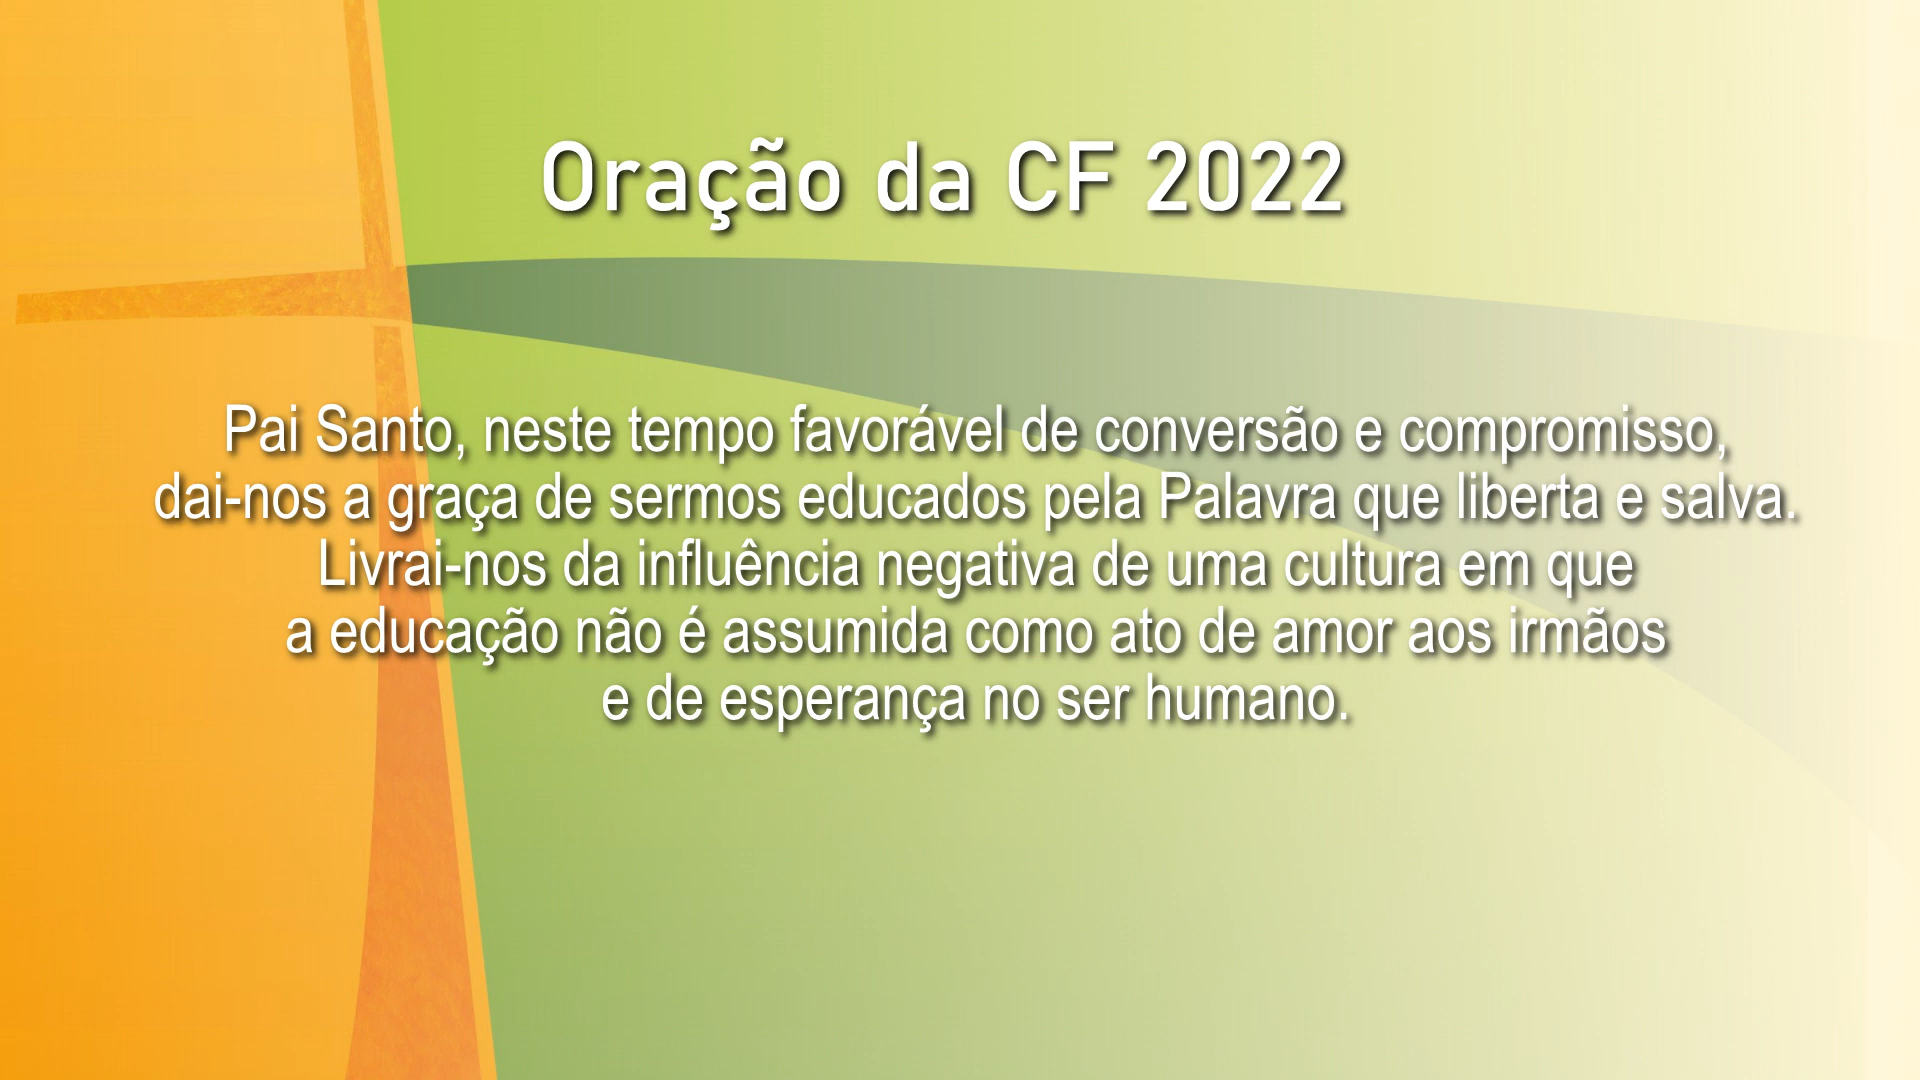 Oração da CF 2022
Pai Santo, neste tempo favorável de conversão e compromisso,
dai-nos a graça de sermos educados pela Palavra que liberta e salva.
Livrai-nos da influência negativa de uma cultura em que
a educação não é assumida como ato de amor aos irmãos
e de esperança no ser humano.